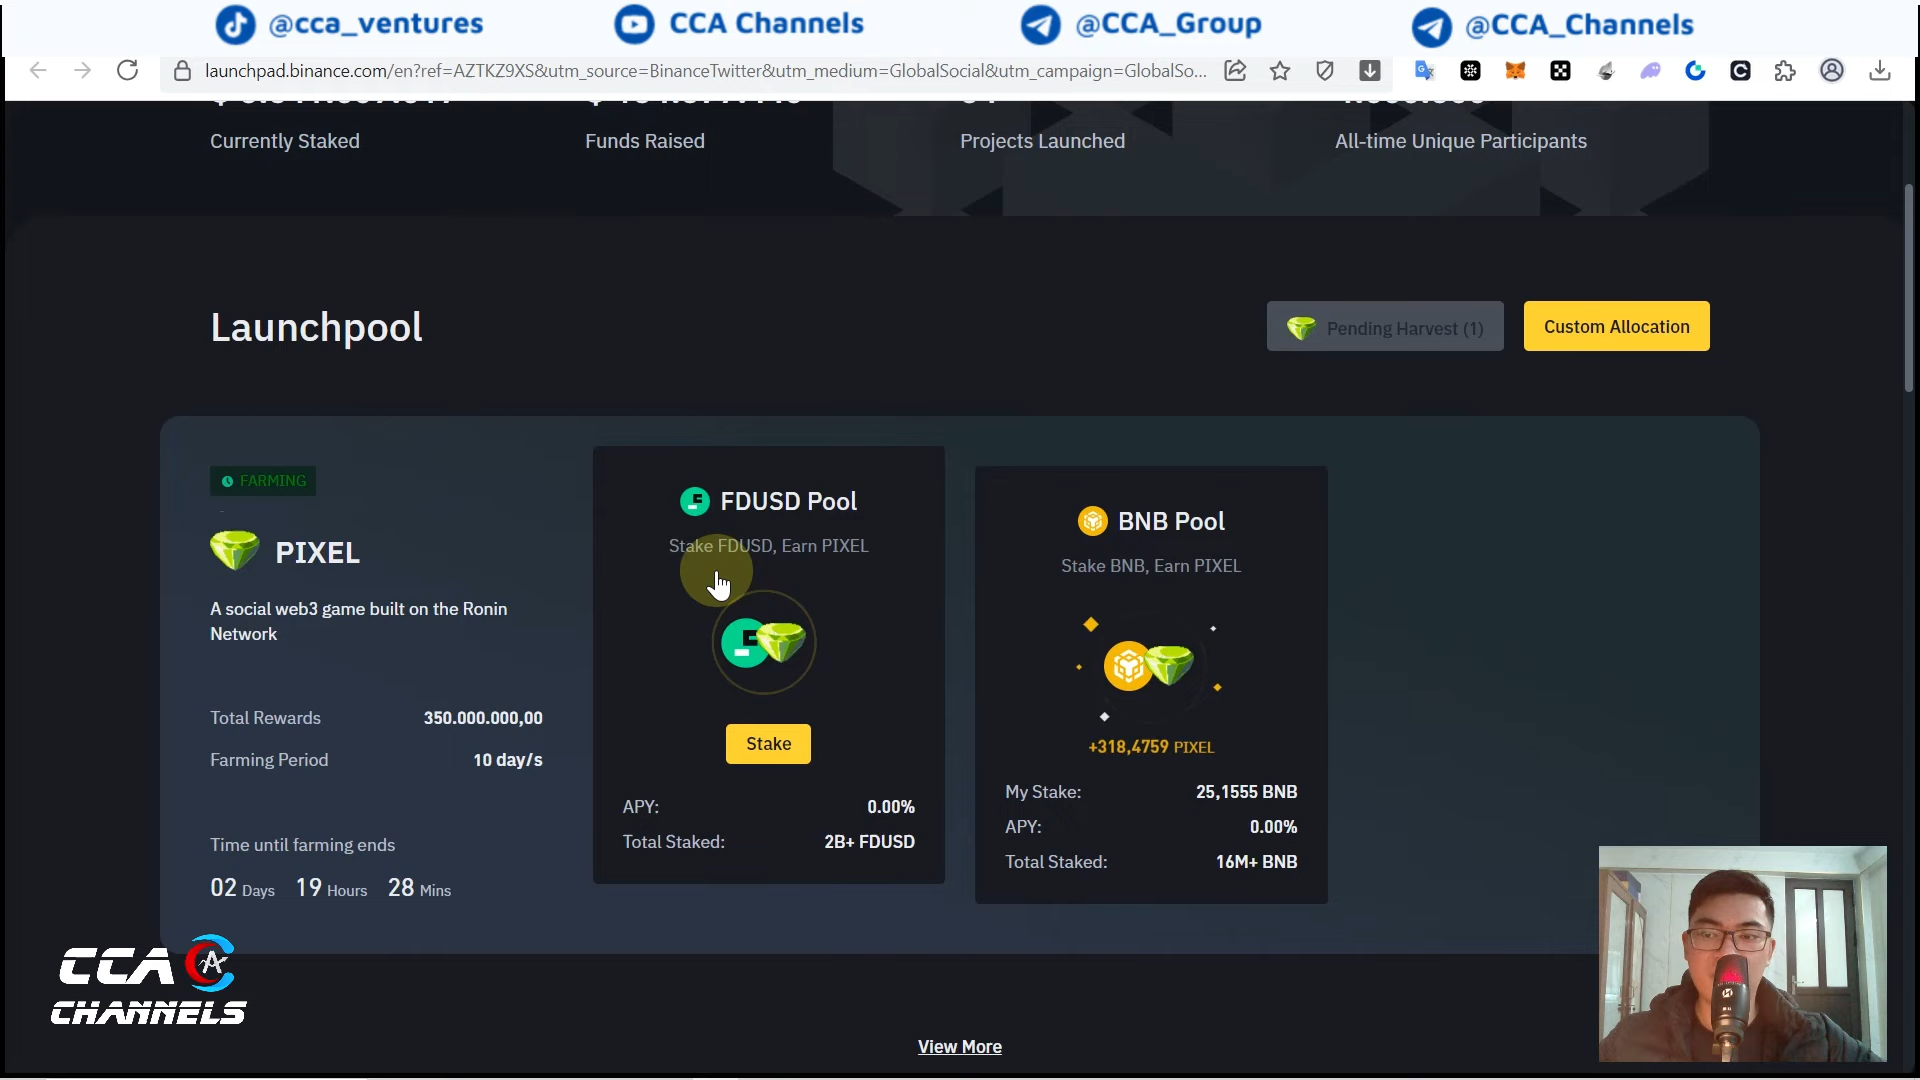 @cca_ventures
CCA Channels
@CCA_Group
@CCA_Channels
launchpad.binance.com/en?ref=AZTKZ9XS&utm_source=BinanceTwitter&utm_medium=GlobalSocial&utm_campaign=GlobalSo...
Currently Staked
Funds Raised
Projects Launched
All-time Unique Participants
Launchpool
Pending Harvest (1)
Custom Allocation
FARMING
PIXEL
A social web3 game built on the Ronin
Network
Total Rewards 350.000.000,00
Farming Period 10 day/s
Time until farming ends
02 Days 19 Hours 28 Mins
FDUSD Pool
Stake FDUSD, Earn PIXEL
Stake
APY: 0.00%
Total Staked: 2B+ FDUSD
BNB Pool
Stake BNB, Earn PIXEL
+318,4759 PIXEL
My Stake: 25,1555 BNB
APY: 0.00%
Total Staked: 16M+ BNB
View More
CCA
CHANNELS